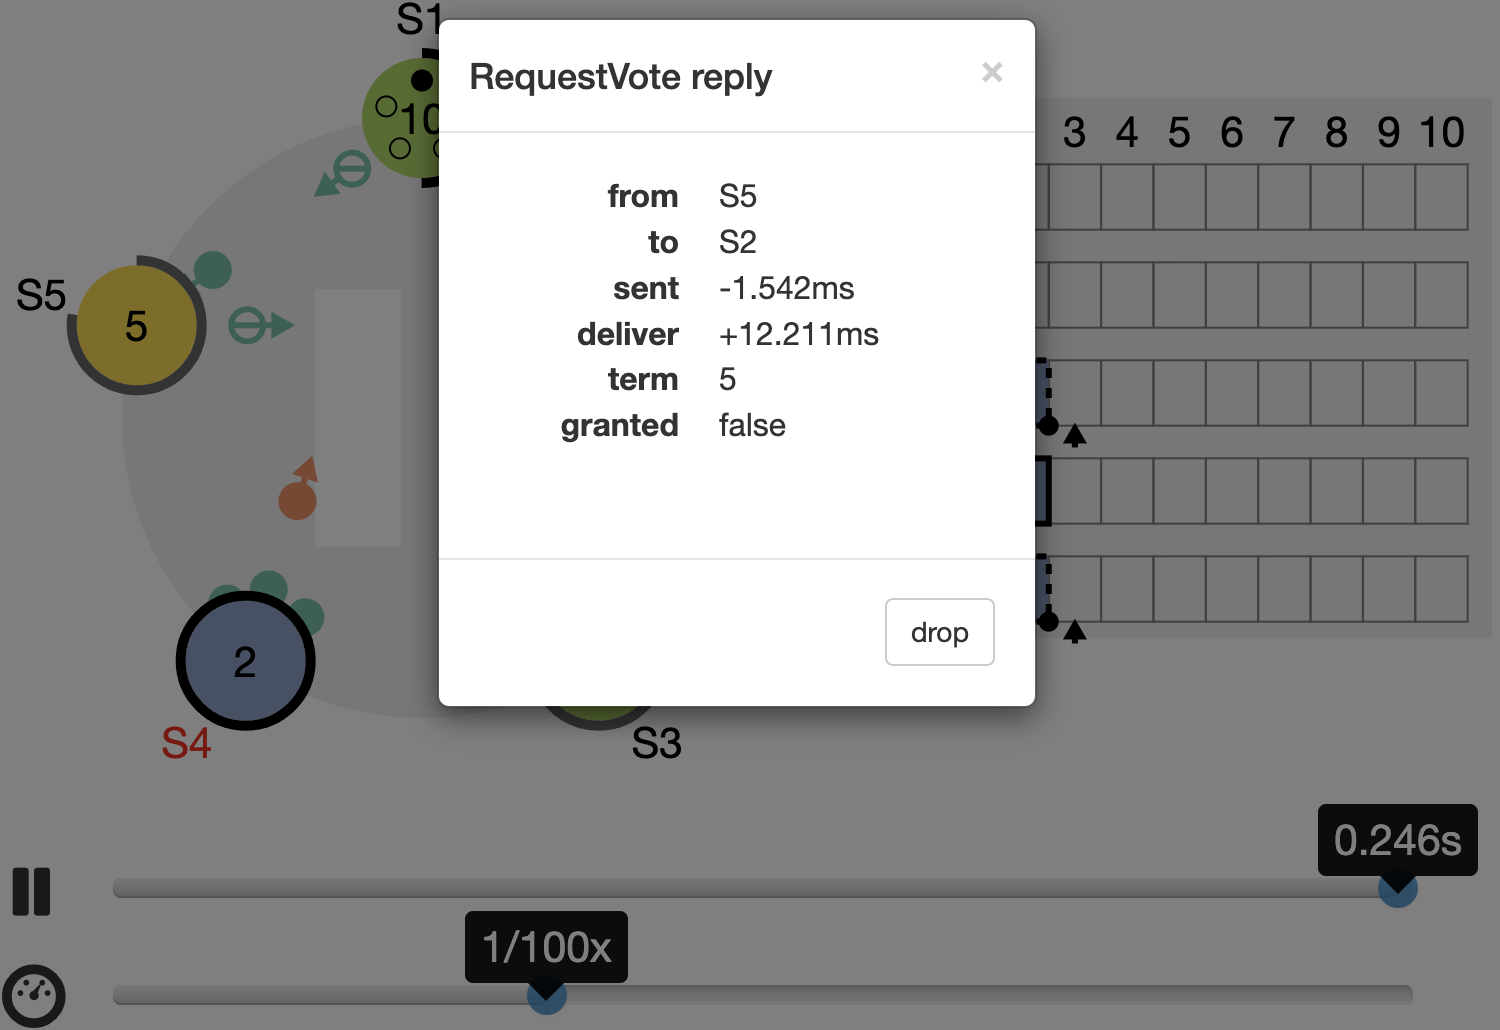 S1
RequestVote reply
×
10
3 4 5 6 7 8 9 10
from S5
to S2
sent -1.542ms
deliver +12.211ms
term 5
granted false
S5
5
drop
2
S4
S3
0.246s
1/100x